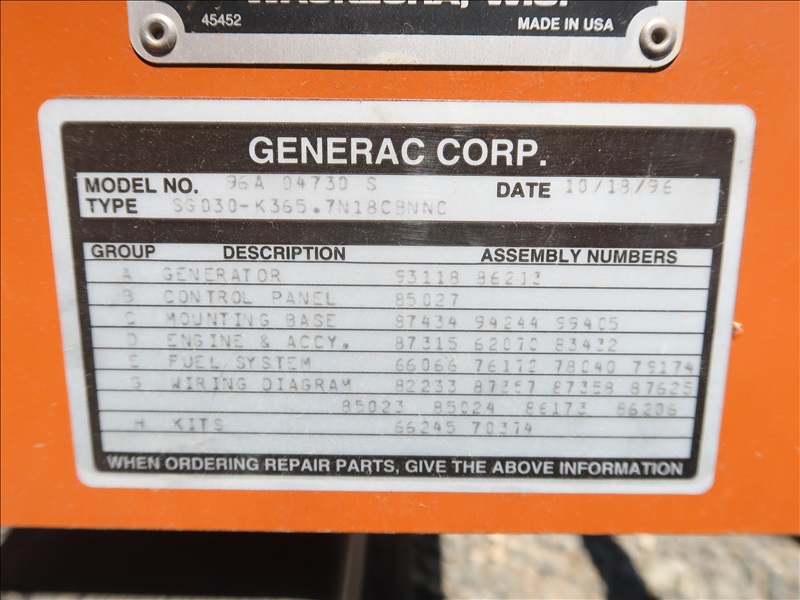 WAUKESHA, WIS.
45452 MADE IN USA
GENERAC CORP.
MODEL NO. 96A 04730 S DATE 10/18/96
TYPE SG030-K365.7N18CBNNC
GROUP DESCRIPTION ASSEMBLY NUMBERS
A GENERATOR 93118 86213
B CONTROL PANEL 85027
C MOUNTING BASE 87434 94244 99405
D ENGINE & ACCY. 87315 62070 83432
E FUEL SYSTEM 66066 76172 78040 79174
G WIRING DIAGRAM 82233 87357 87358 87625
85023 85024 86173 86206
H KITS 66245 70374
WHEN ORDERING REPAIR PARTS, GIVE THE ABOVE INFORMATION